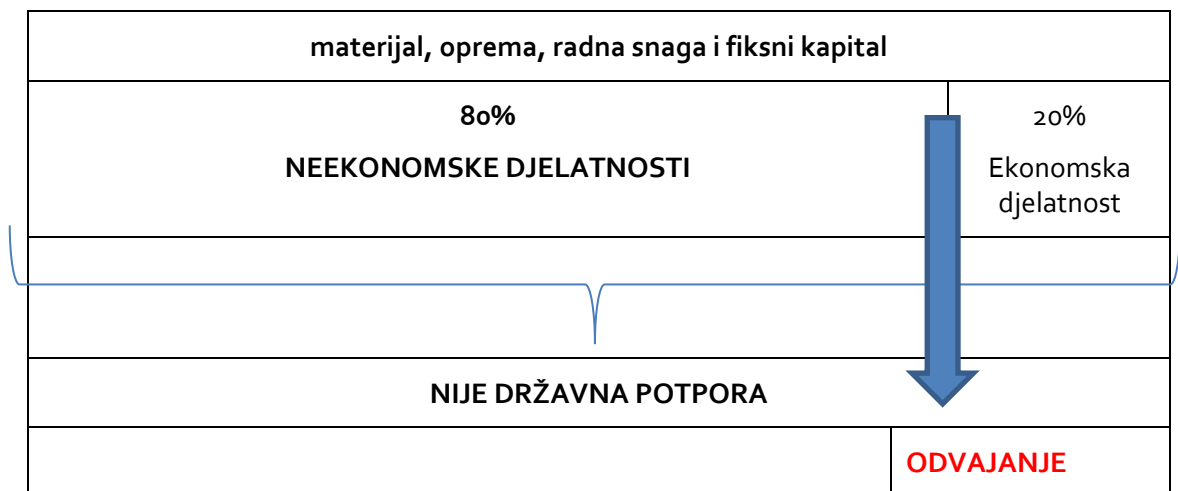 materijal, oprema, radna snaga i fiksni kapital
80%
NEEKONOMSKE DJELATNOSTI
20%
Ekonomska
djelatnost
NIJE DRŽAVNA POTPORA
ODVAJANJE